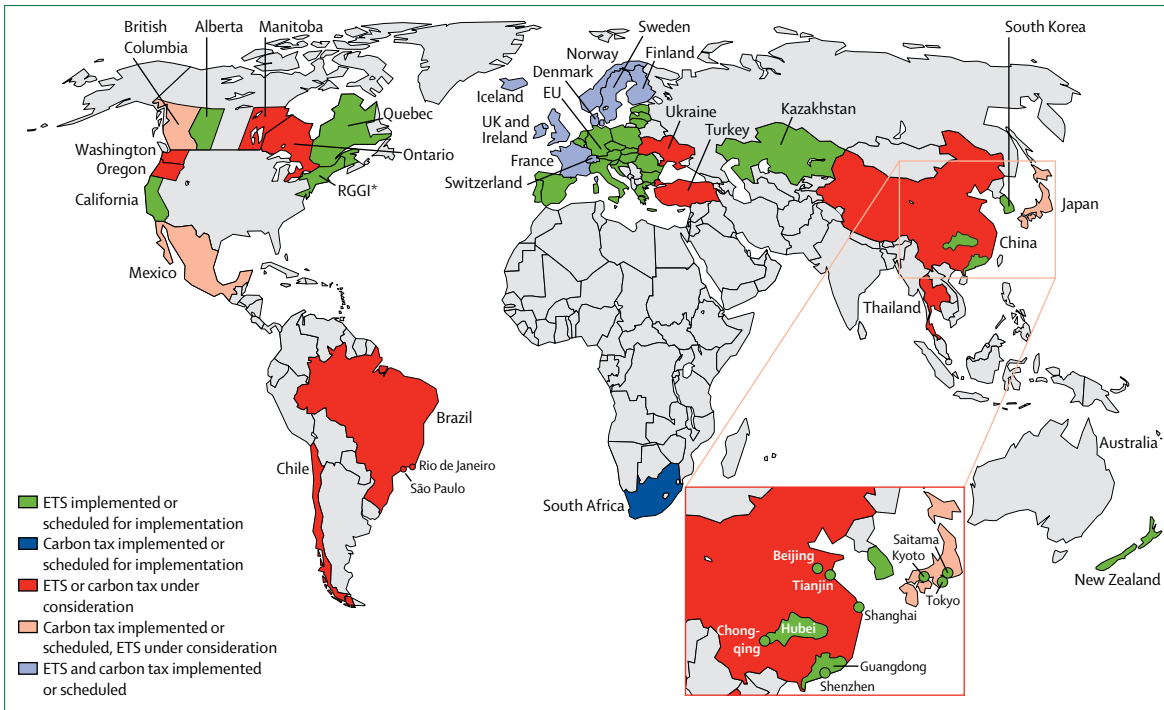 British
Columbia
Alberta
Manitoba
Sweden
South Korea
Norway
Finland
Denmark
EU
Iceland
UK and
Ireland
Quebec
Ukraine
Kazakhstan
Turkey
Ontario
Washington
Oregon
France
Switzerland
RGGI*
California
Japan
China
Mexico
Thailand
Brazil
Australia
Chile
Rio de Janeiro
São Paulo
South Africa
New Zealand
ETS implemented or
scheduled for implementation
Carbon tax implemented or
scheduled for implementation
ETS or carbon tax under
consideration
Carbon tax implemented or
scheduled, ETS under consideration
ETS and carbon tax implemented
or scheduled
Beijing
Tianjin
Saitama
Kyoto
Tokyo
Shanghai
Chong-
qing
Hubei
Guangdong
Shenzhen